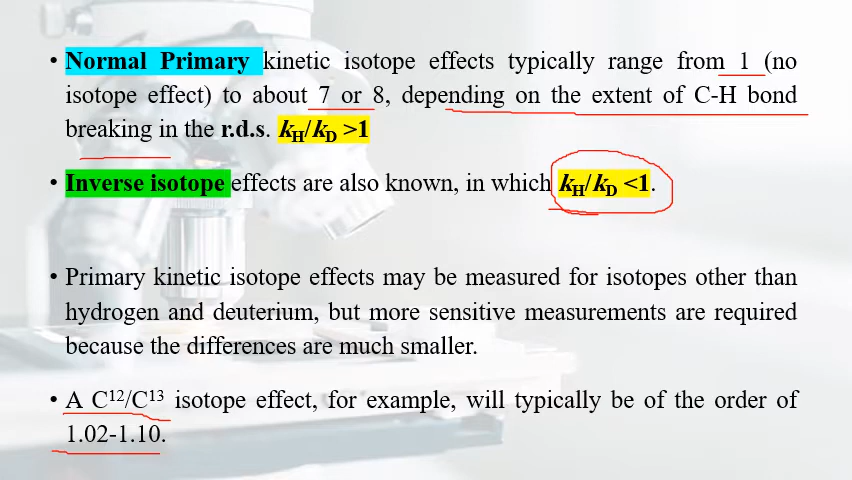 • Normal Primary kinetic isotope effects typically range from 1 (no
isotope effect) to about 7 or 8, depending on the extent of C-H bond
breaking in the r.d.s. kH/kD >1
• Inverse isotope effects are also known, in which kH/kD <1.
• Primary kinetic isotope effects may be measured for isotopes other than
hydrogen and deuterium, but more sensitive measurements are required
because the differences are much smaller.
• A C¹²/C¹³ isotope effect, for example, will typically be of the order of
1.02-1.10.